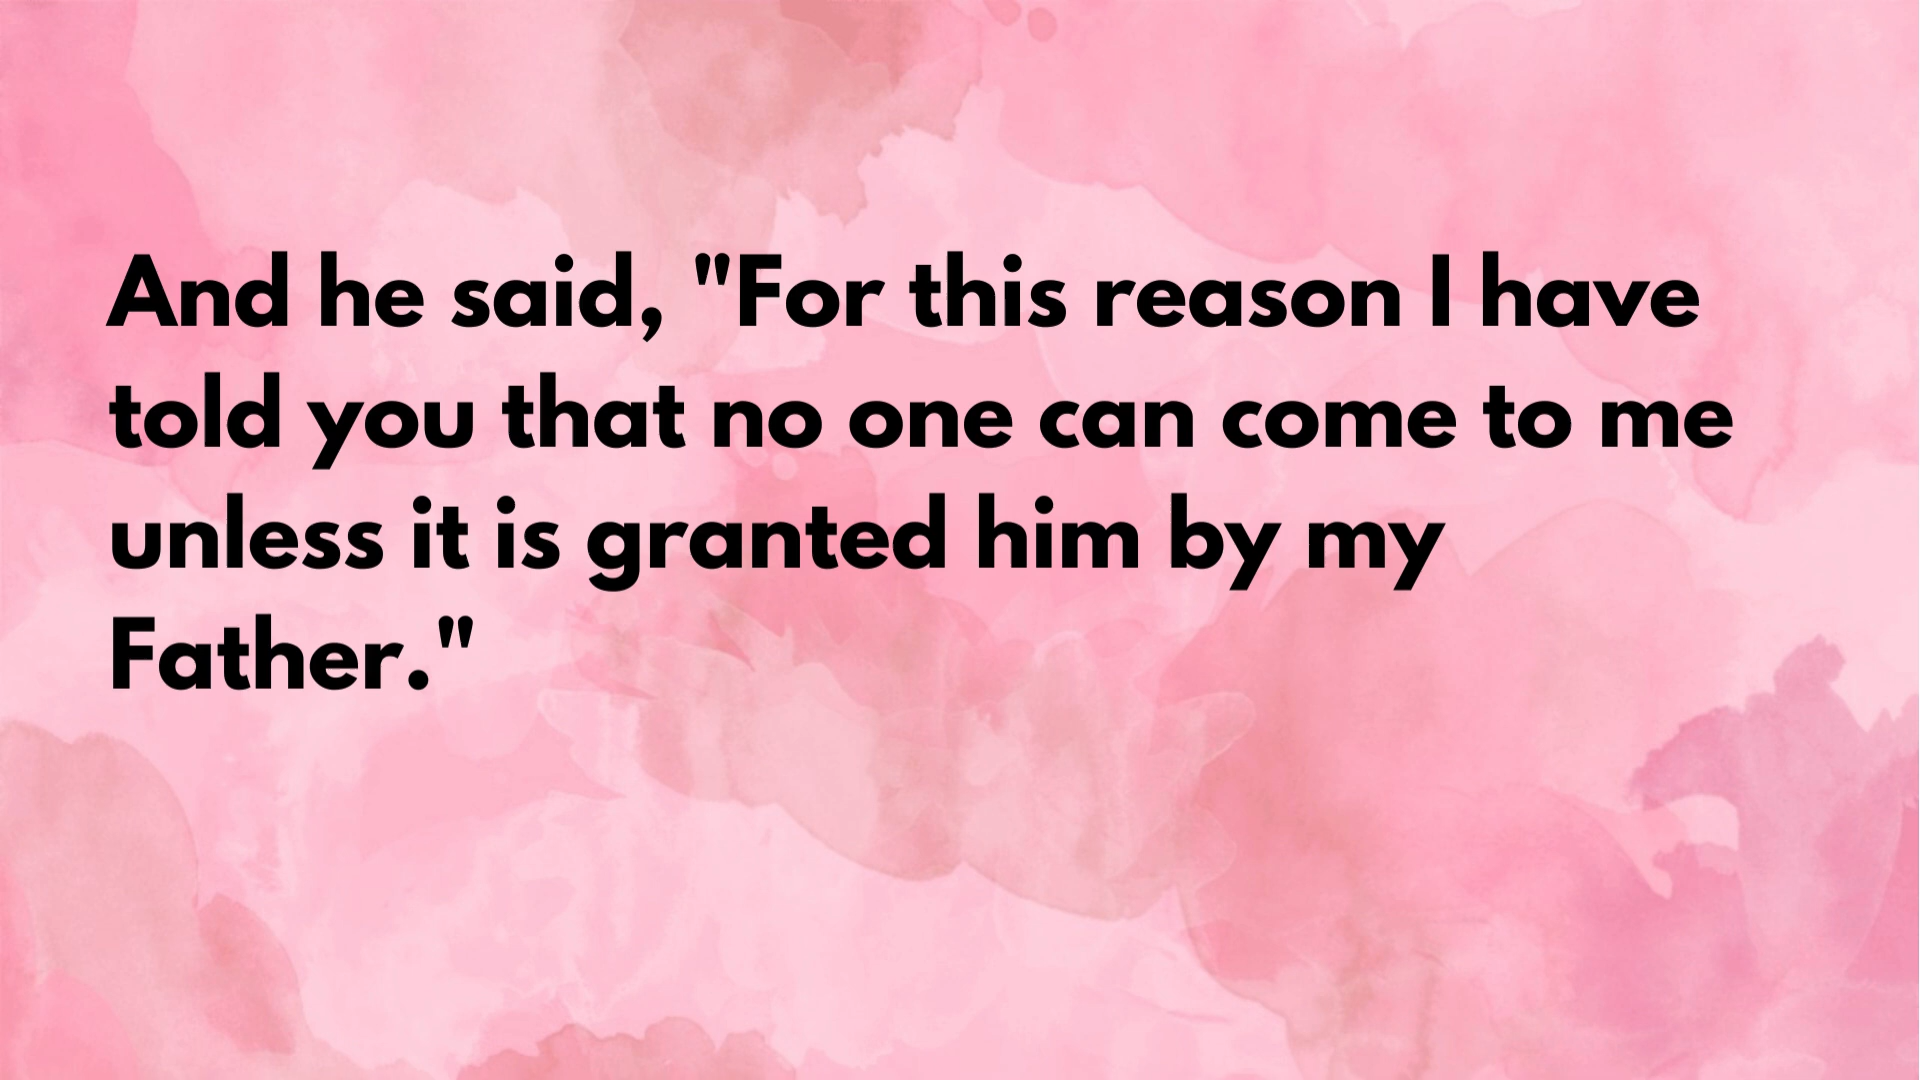 And he said, "For this reason I have
told you that no one can come to me
unless it is granted him by my
Father."